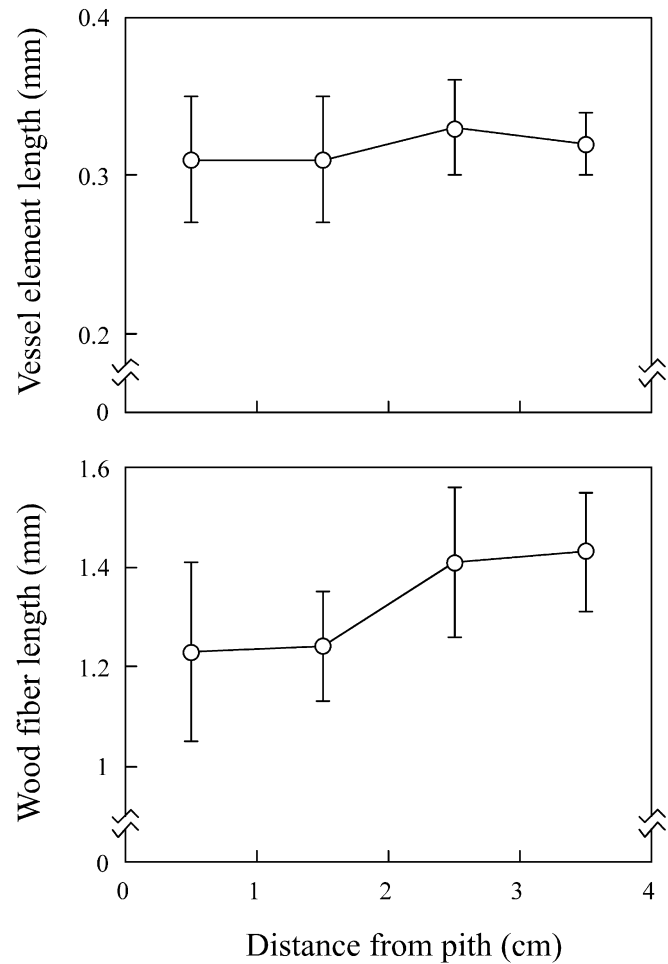 Vessel element length (mm)
0.4
0.3
0.2
0
Wood fiber length (mm)
1.6
1.4
1.2
1
0
0 1 2 3 4
Distance from pith (cm)